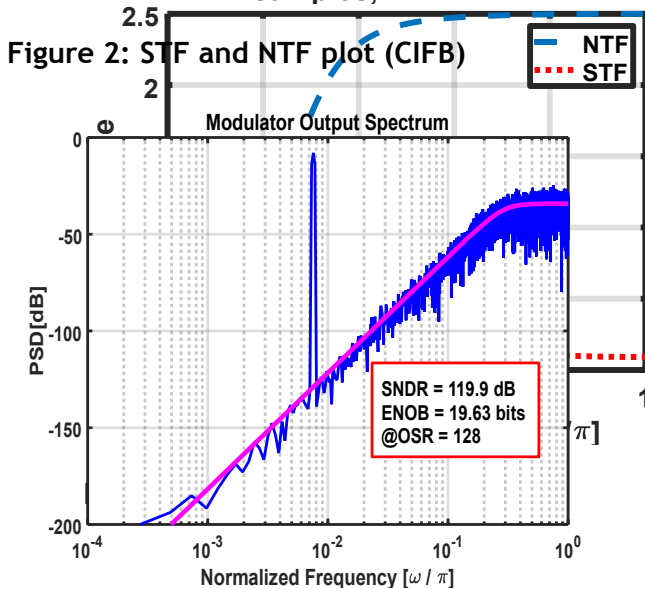 2.5
Figure 2: STF and NTF plot (CIFB)
NTF
STF
2
e
Modulator Output Spectrum
0
-50
-100
-150
-200
PSD[dB]
SNDR = 119.9 dB
ENOB = 19.63 bits
@OSR = 128
1
/π]
10^-4
10^-3
10^-2
10^-1
10^0
Normalized Frequency [ω / π]